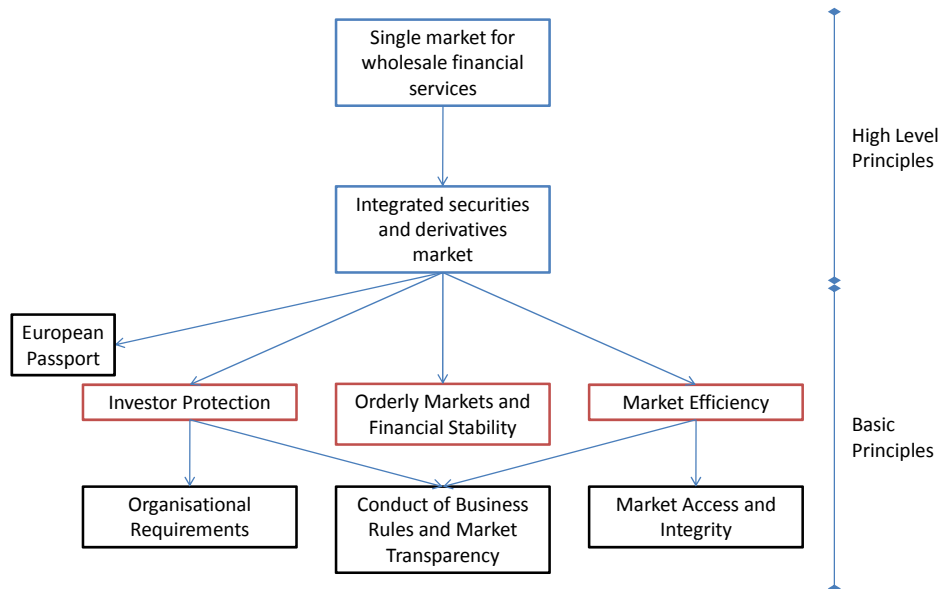 Single market for
wholesale financial
services
High Level
Principles
Integrated securities
and derivatives
market
European
Passport
Investor Protection
Orderly Markets and
Financial Stability
Market Efficiency
Basic
Principles
Organisational
Requirements
Conduct of Business
Rules and Market
Transparency
Market Access and
Integrity